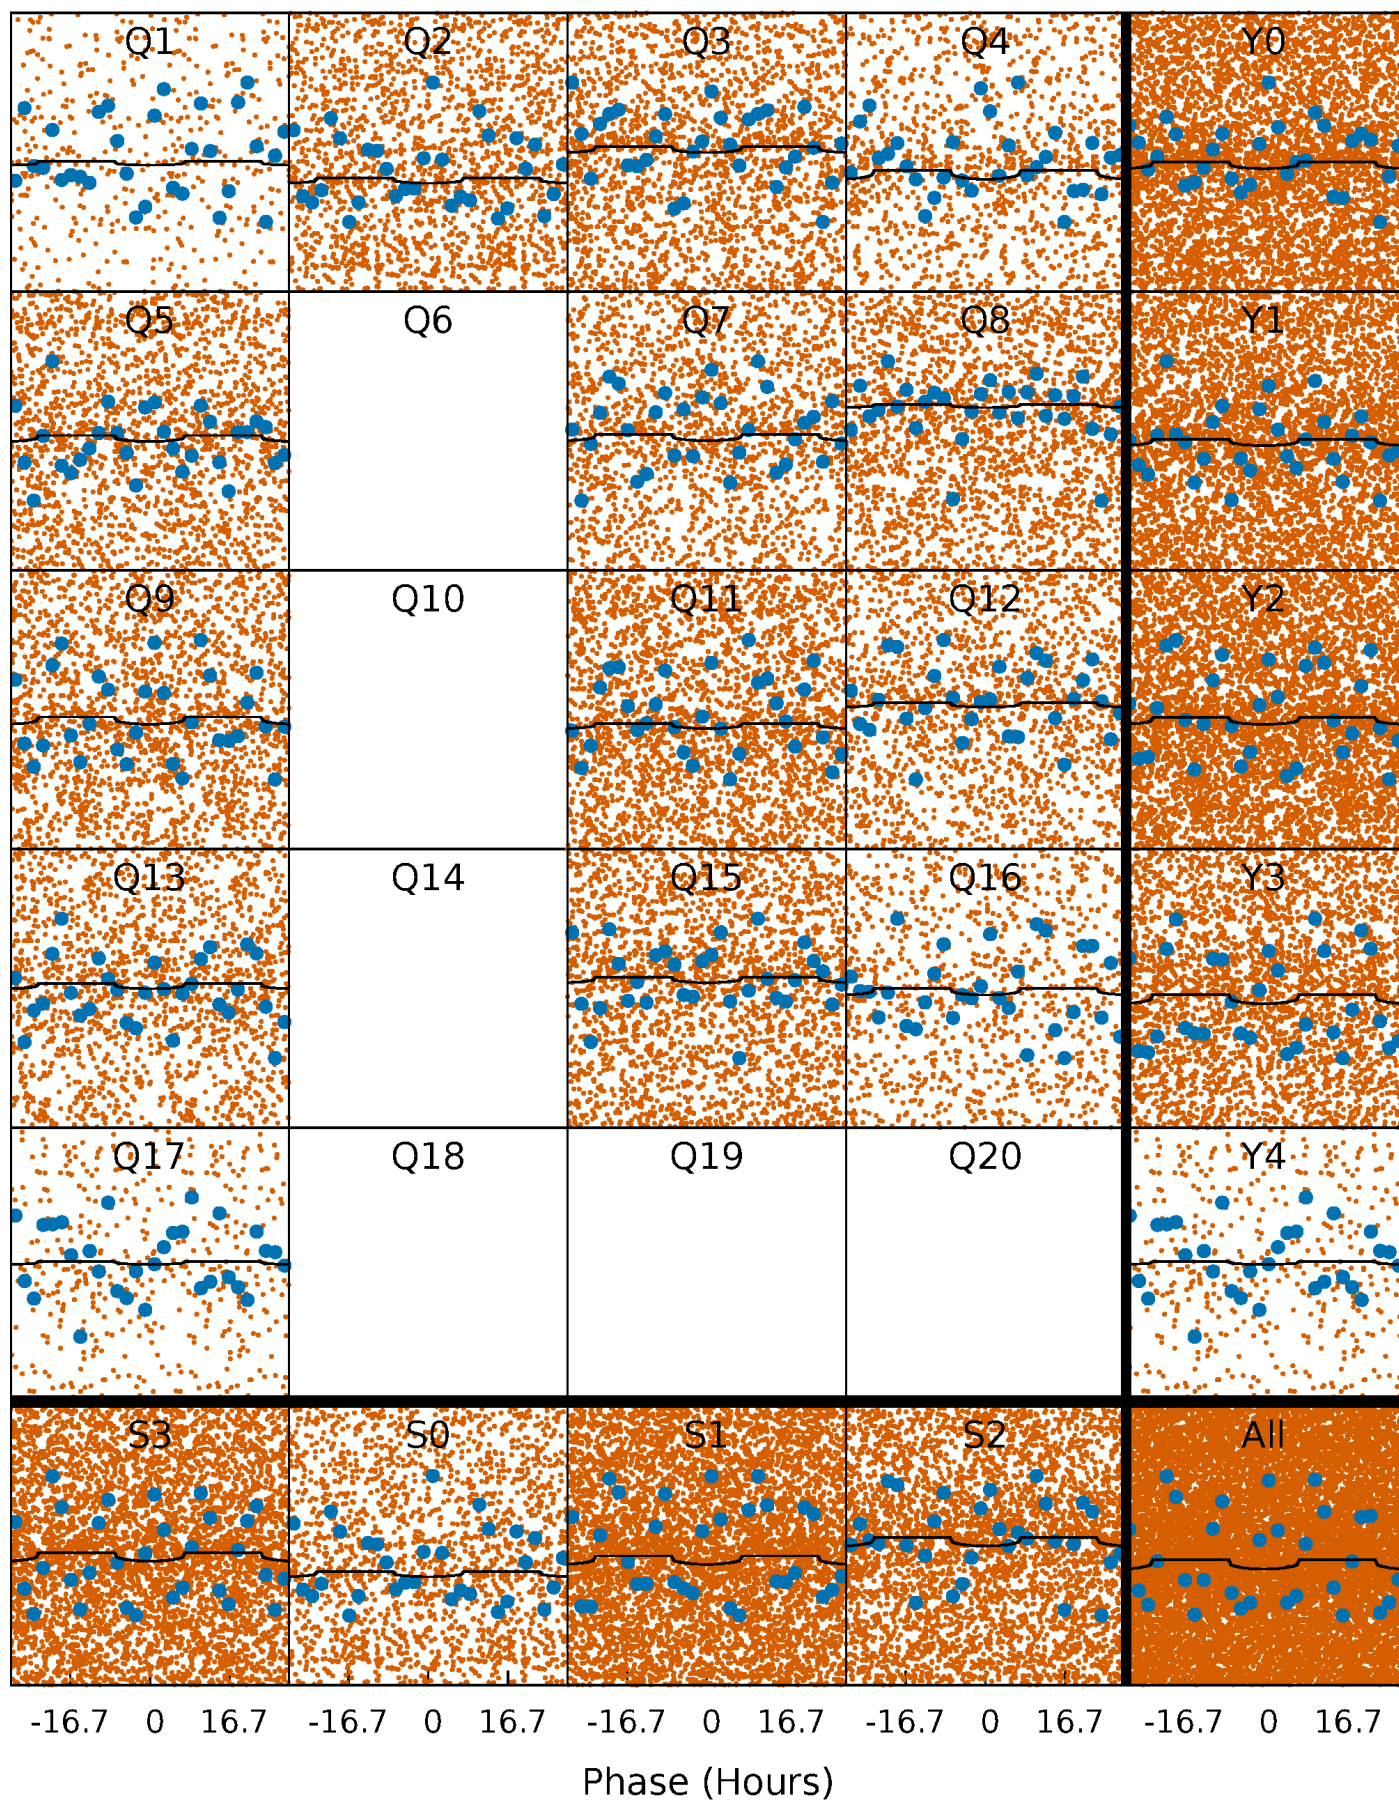 Q1 Q2 Q3 Q4 Y0
Q5 Q6 Q7 Q8 Y1
Q9 Q10 Q11 Q12 Y2
Q13 Q14 Q15 Q16 Y3
Q17 Q18 Q19 Q20 Y4
S3 S0 S1 S2 All
-16.7 0 16.7 -16.7 0 16.7 -16.7 0 16.7 -16.7 0 16.7 -16.7 0 16.7
Phase (Hours)